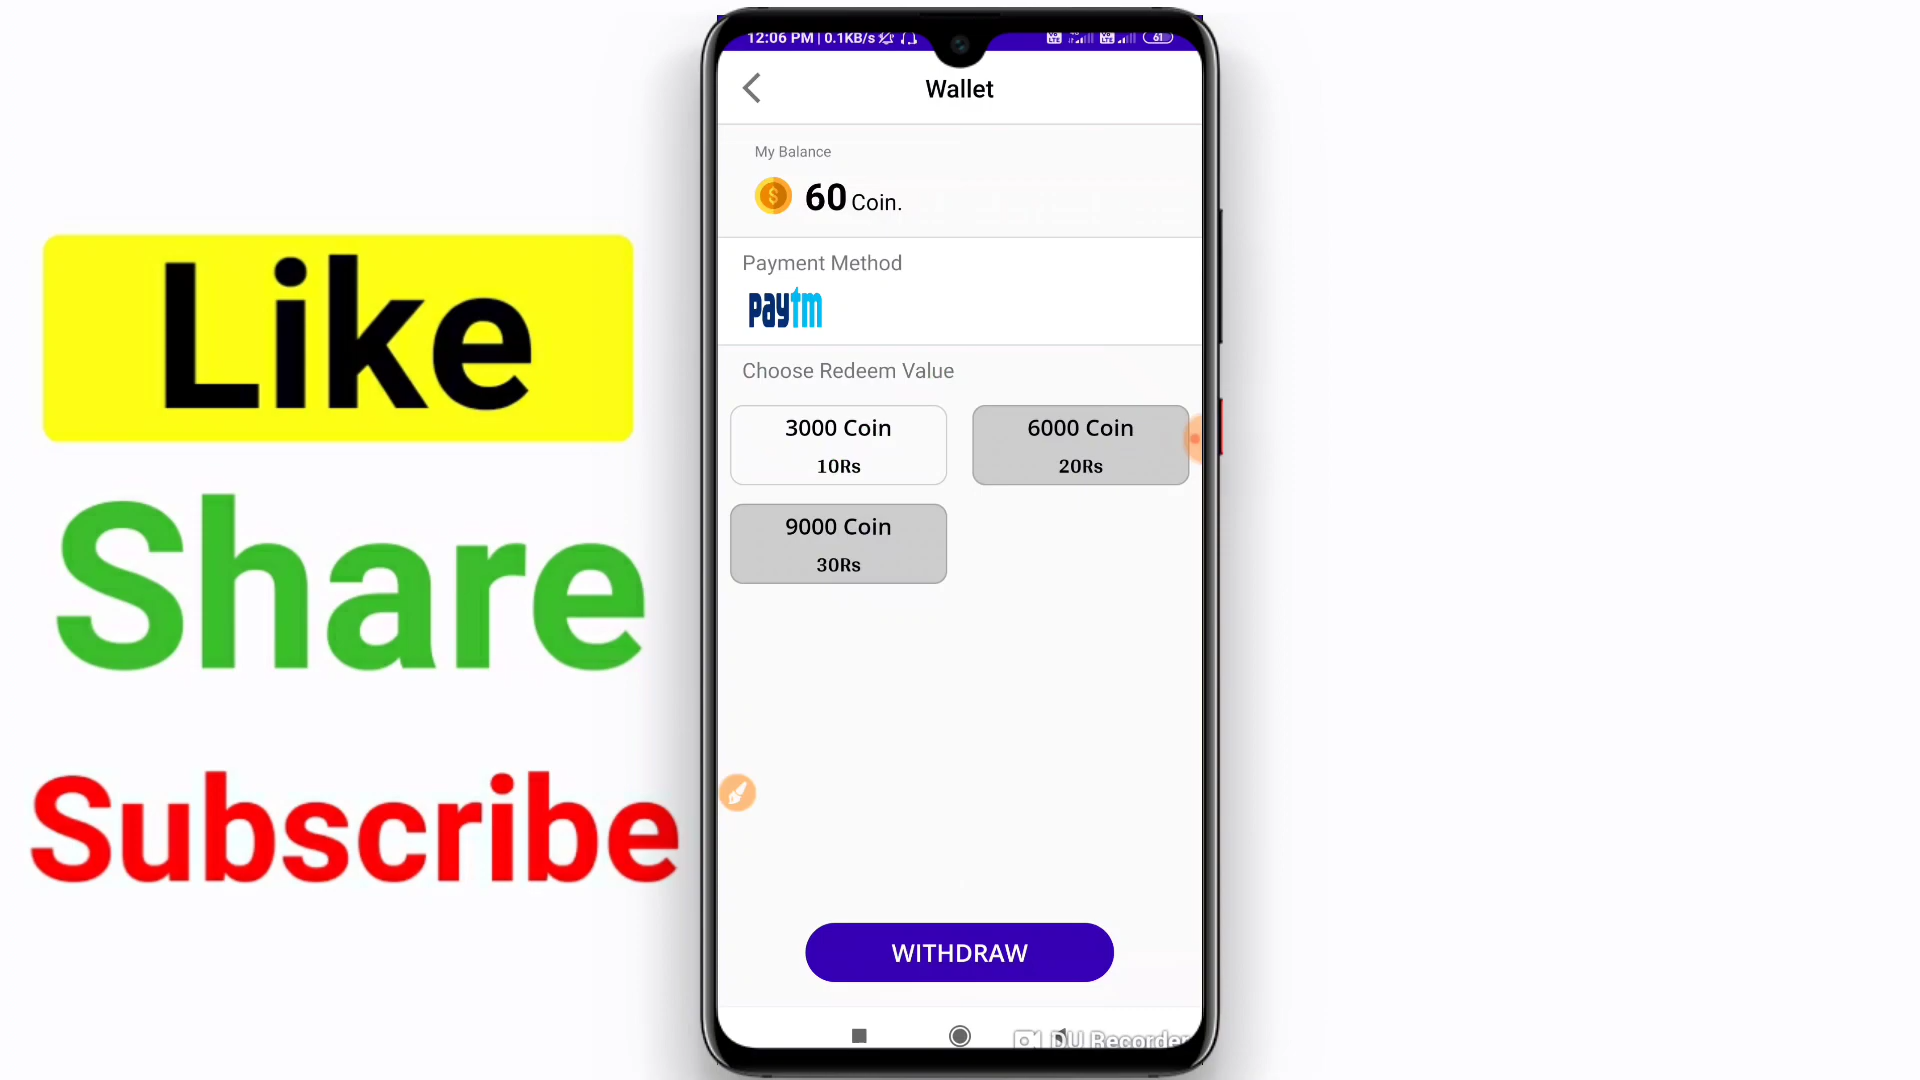 Like
Share
Subscribe
12:06 PM | 0.1KB/s
61
Wallet
My Balance
60 Coin.
Payment Method
paytm
Choose Redeem Value
3000 Coin
10Rs
6000 Coin
20Rs
9000 Coin
30Rs
WITHDRAW
DU Recorder